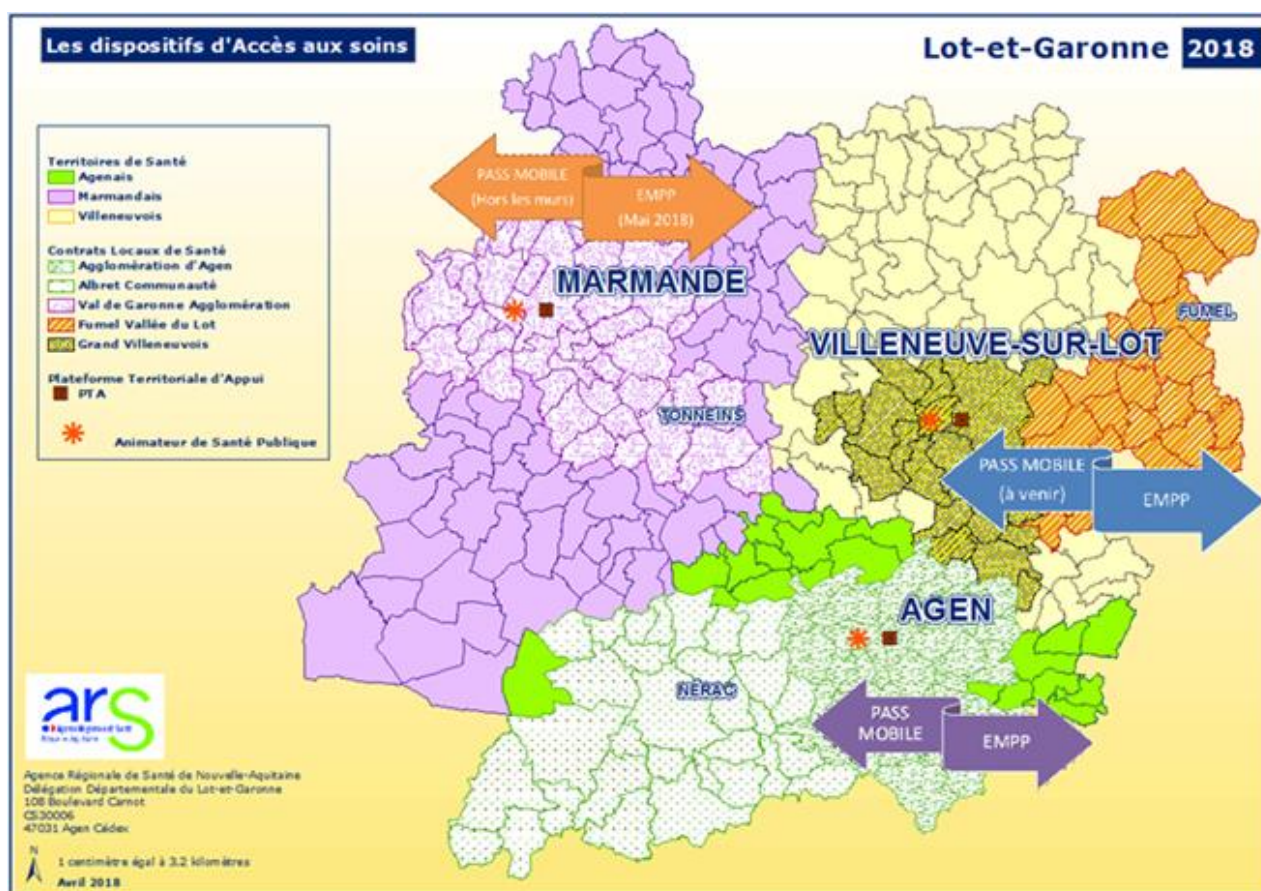 Les dispositifs d'Accès aux soins
Lot-et-Garonne 2018
Territoires de Santé
Agenais
Marmandais
Villeneuvois
Contrats Locaux de Santé
Agglomération d'Agen
Albret Communauté
Val de Garonne Agglomération
Fumel Vallée du Lot
Grand Villeneuvois
Plateforme Territoriale d'Appui
PTA
Animateur de Santé Publique
PASS MOBILE
(Hors les murs)
EMPP
(Mai 2018)
MARMANDE
FUMEL
VILLENEUVE-SUR-LOT
TONNEINS
PASS MOBILE
(à venir)
EMPP
AGEN
NÉRAC
PASS
MOBILE
EMPP
ars
Agence Régionale de Santé de Nouvelle-Aquitaine
Délégation Départementale du Lot-et-Garonne
108 Boulevard Carnot
CS30006
47031 Agen Cédex
N
1 centimètre égal à 3.2 kilomètres
Avril 2018